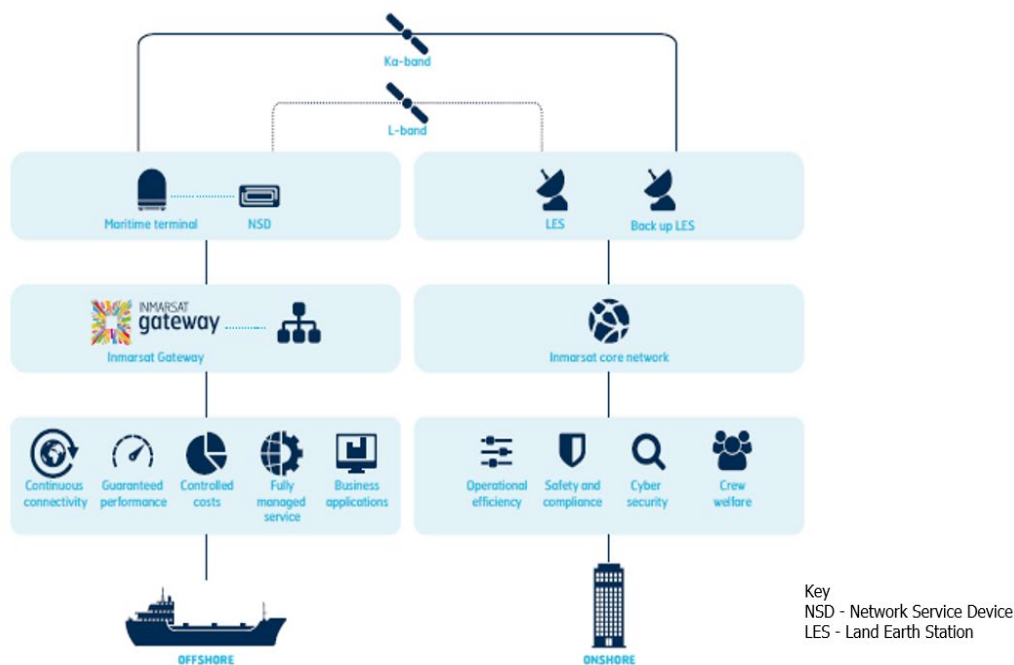 Ka-band
L-band
Maritime terminal
NSD
LES
Back up LES
INMARSAT
gateway
Inmarsat Gateway
Inmarsat core network
Continuous
connectivity
Guaranteed
performance
Controlled
costs
Fully
managed
service
Business
applications
Operational
efficiency
Safety and
compliance
Cyber
security
Crew
welfare
OFFSHORE
ONSHORE
Key
NSD - Network Service Device
LES - Land Earth Station